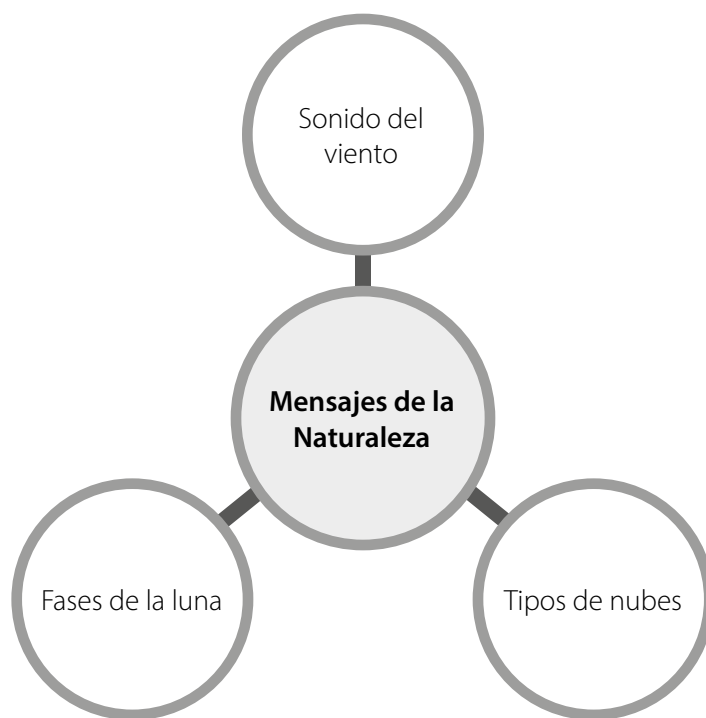 Sonido del
viento
Mensajes de la
Naturaleza
Fases de la luna
Tipos de nubes